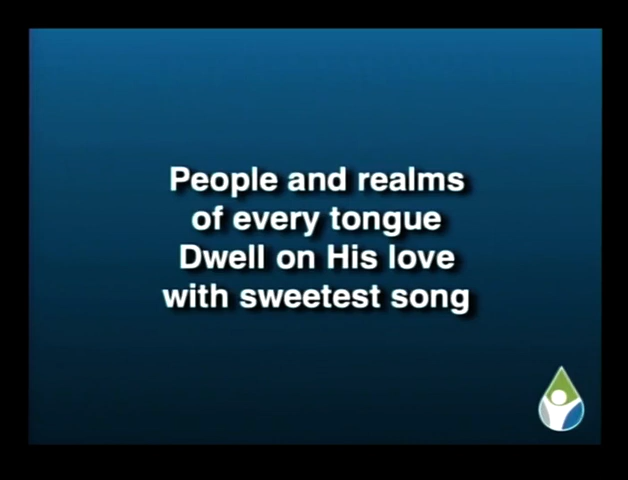 People and realms
of every tongue
Dwell on His love
with sweetest song